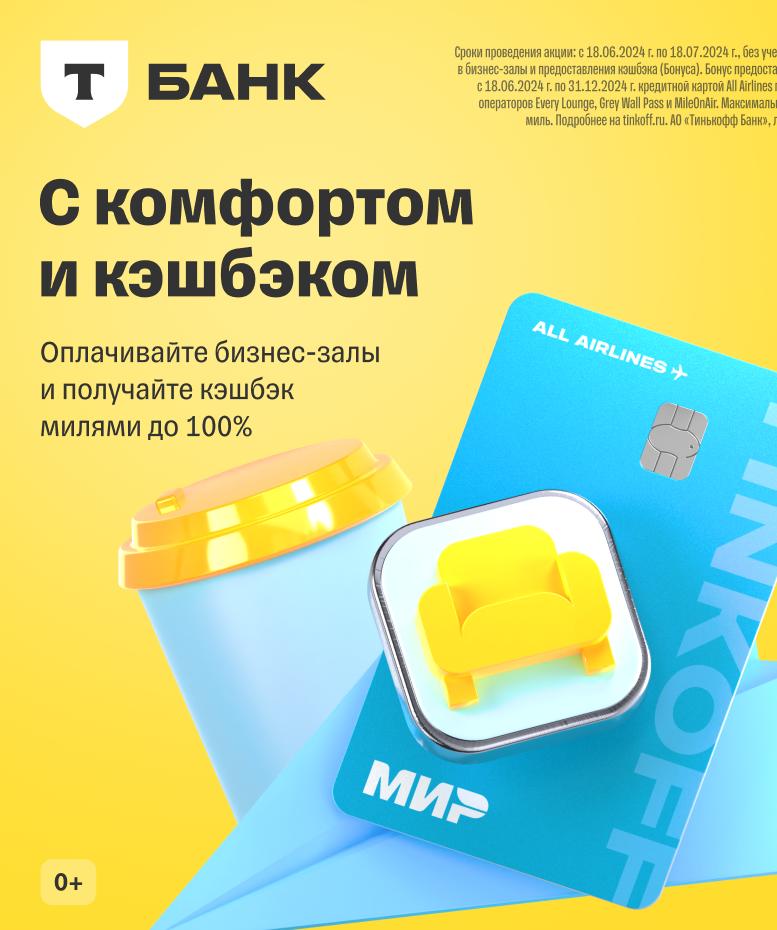 Т БАНК
Сроки проведения акции: с 18.06.2024 г. по 18.07.2024 г., без
в бизнес-залы и предоставления кэшбэка (Бонуса). Бонус
с 18.06.2024 г. по 31.12.2024 г. кредитной картой All Airlines
операторов Every Lounge, Grey Wall Pass и MileOnAir.
миль. Подробнее на tinkoff.ru. АО «Тинькофф Банк»,
С комфортом
и кэшбэком
Оплачивайте бизнес-залы
и получайте кэшбэк
милями до 100%
ALL AIRLINES
TINKOFF
МИР
0+